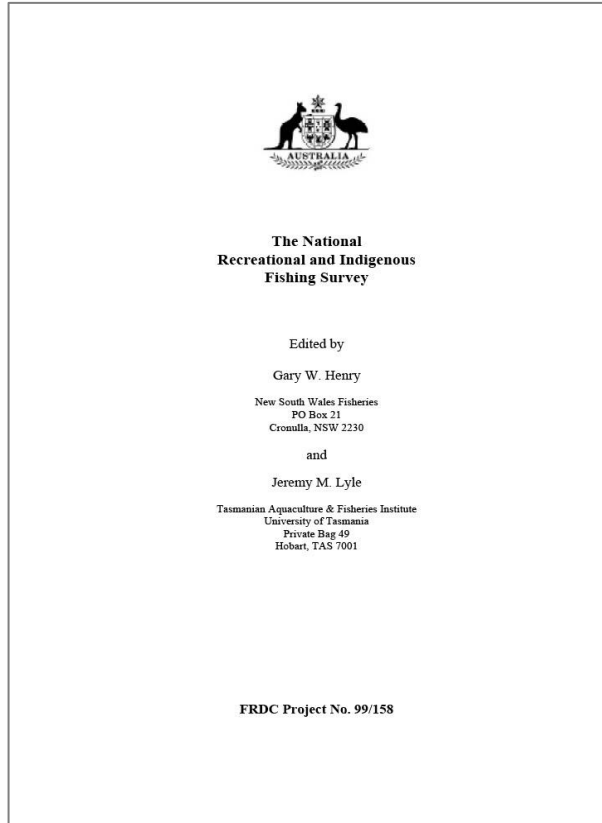 AUSTRALIA
The National
Recreational and Indigenous
Fishing Survey
Edited by
Gary W. Henry
New South Wales Fisheries
PO Box 21
Cronulla, NSW 2230
and
Jeremy M. Lyle
Tasmanian Aquaculture & Fisheries Institute
University of Tasmania
Private Bag 49
Hobart, TAS 7001
FRDC Project No. 99/158